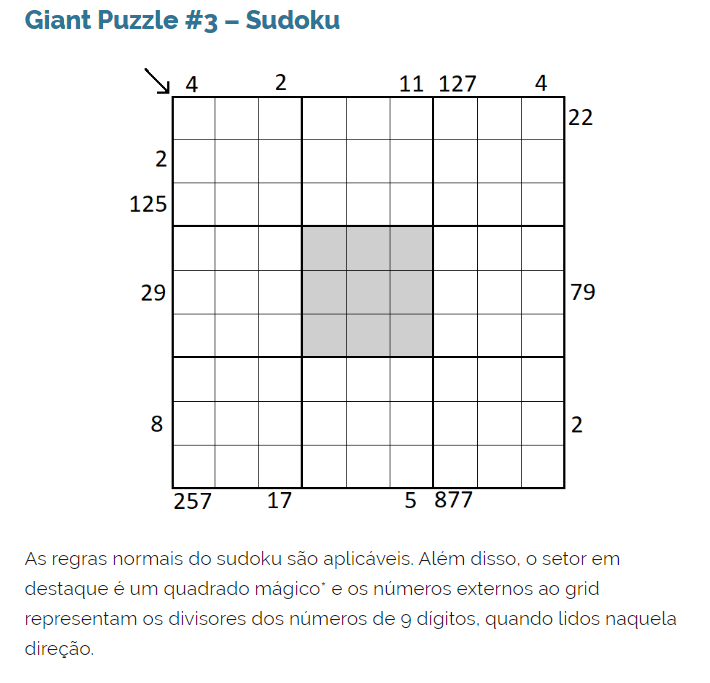 Giant Puzzle #3 – Sudoku
4 2 11 127 4
22
2
125
29 79
8 2
257 17 5 877
As regras normais do sudoku são aplicáveis. Além disso, o setor em
destaque é um quadrado mágico* e os números externos ao grid
representam os divisores dos números de 9 dígitos, quando lidos naquela
direção.